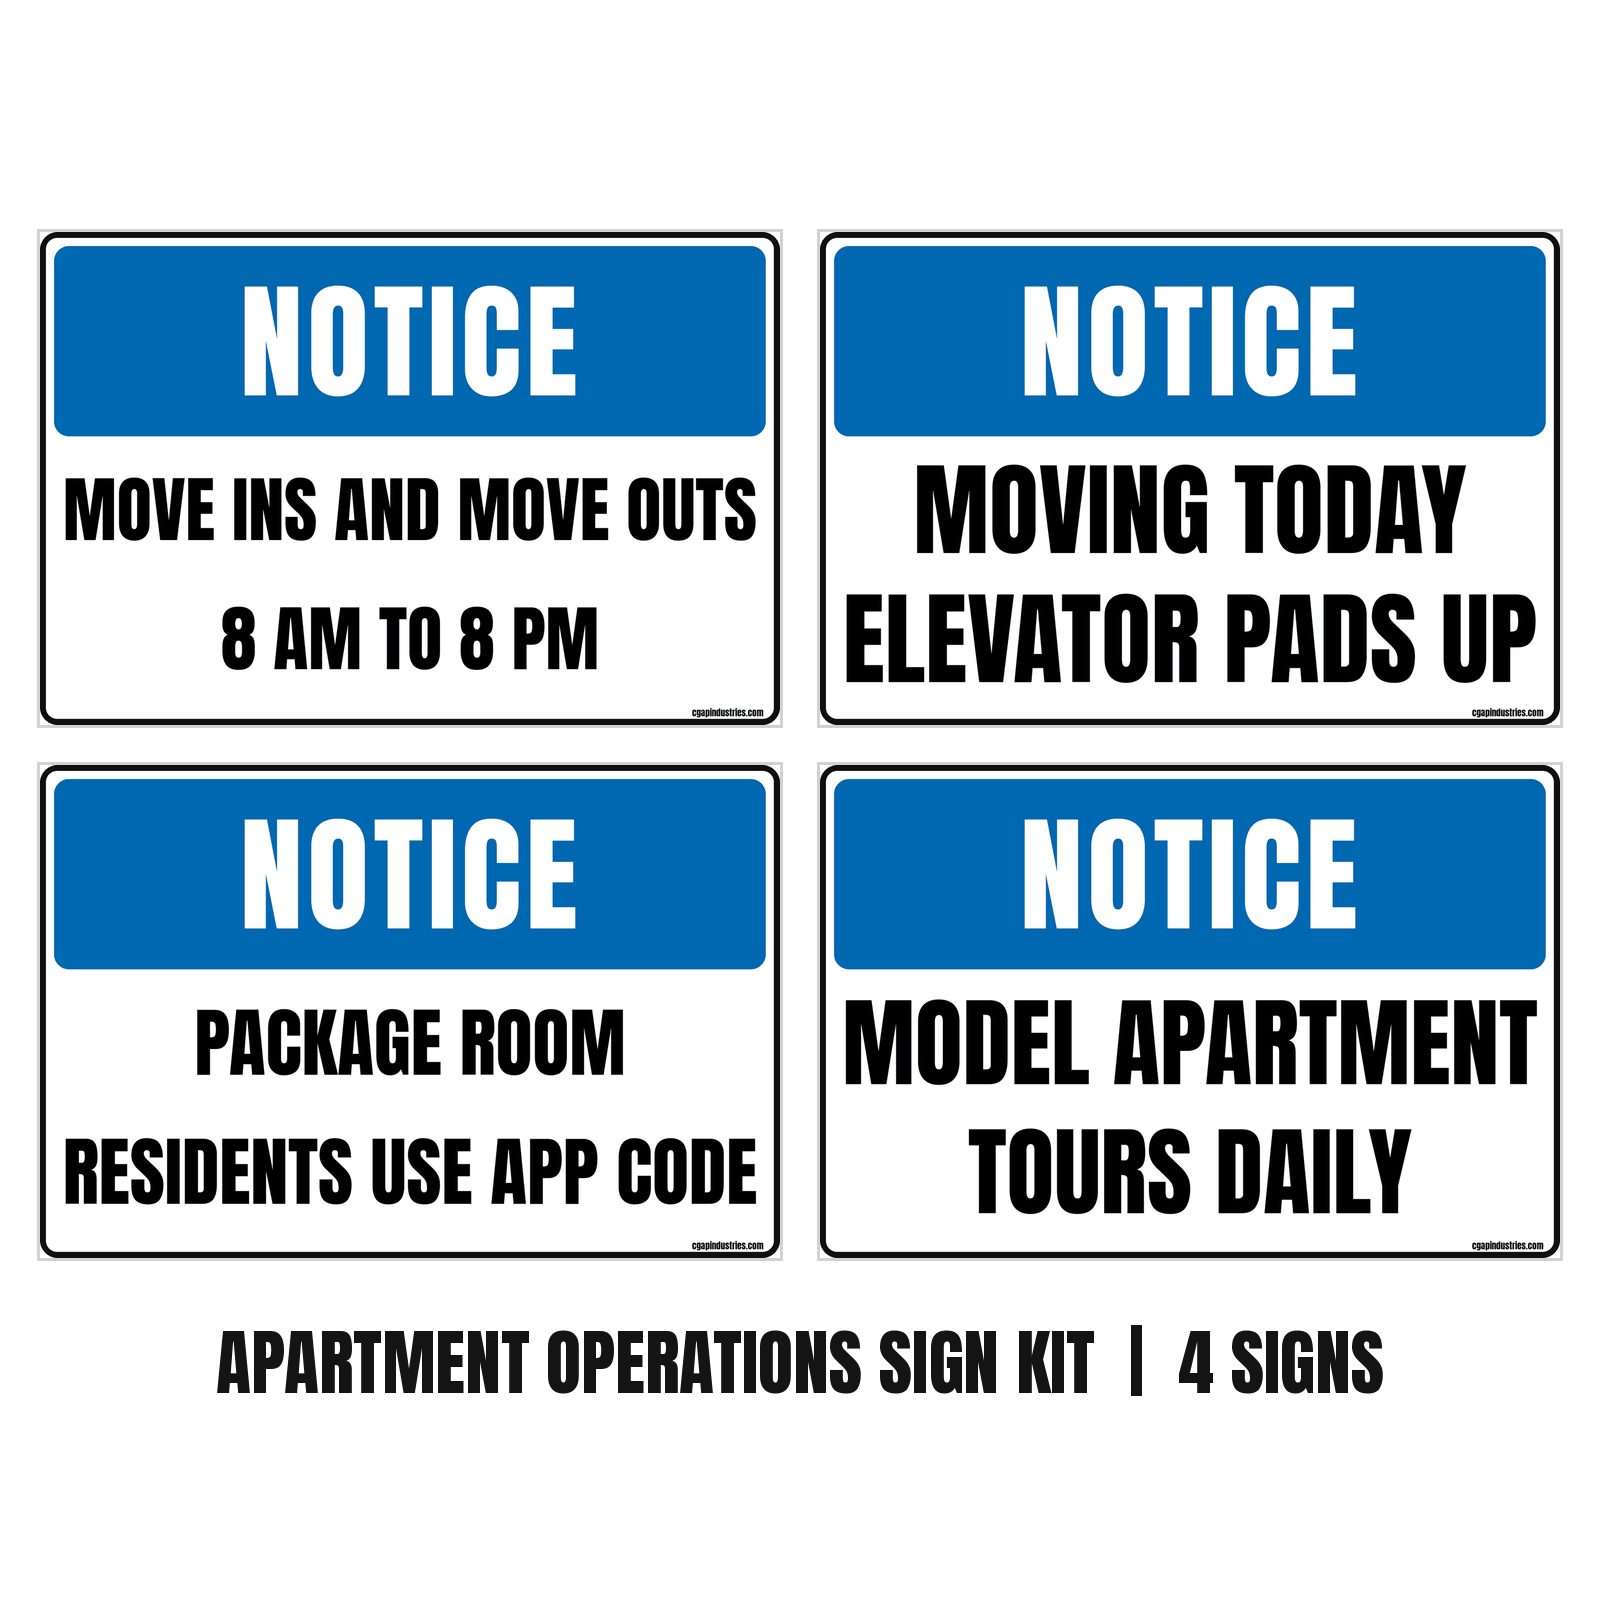 NOTICE
MOVE INS AND MOVE OUTS
8 AM TO 8 PM
cgapindustries.com
NOTICE
MOVING TODAY
ELEVATOR PADS UP
cgapindustries.com
NOTICE
PACKAGE ROOM
RESIDENTS USE APP CODE
cgapindustries.com
NOTICE
MODEL APARTMENT
TOURS DAILY
cgapindustries.com
APARTMENT OPERATIONS SIGN KIT | 4 SIGNS